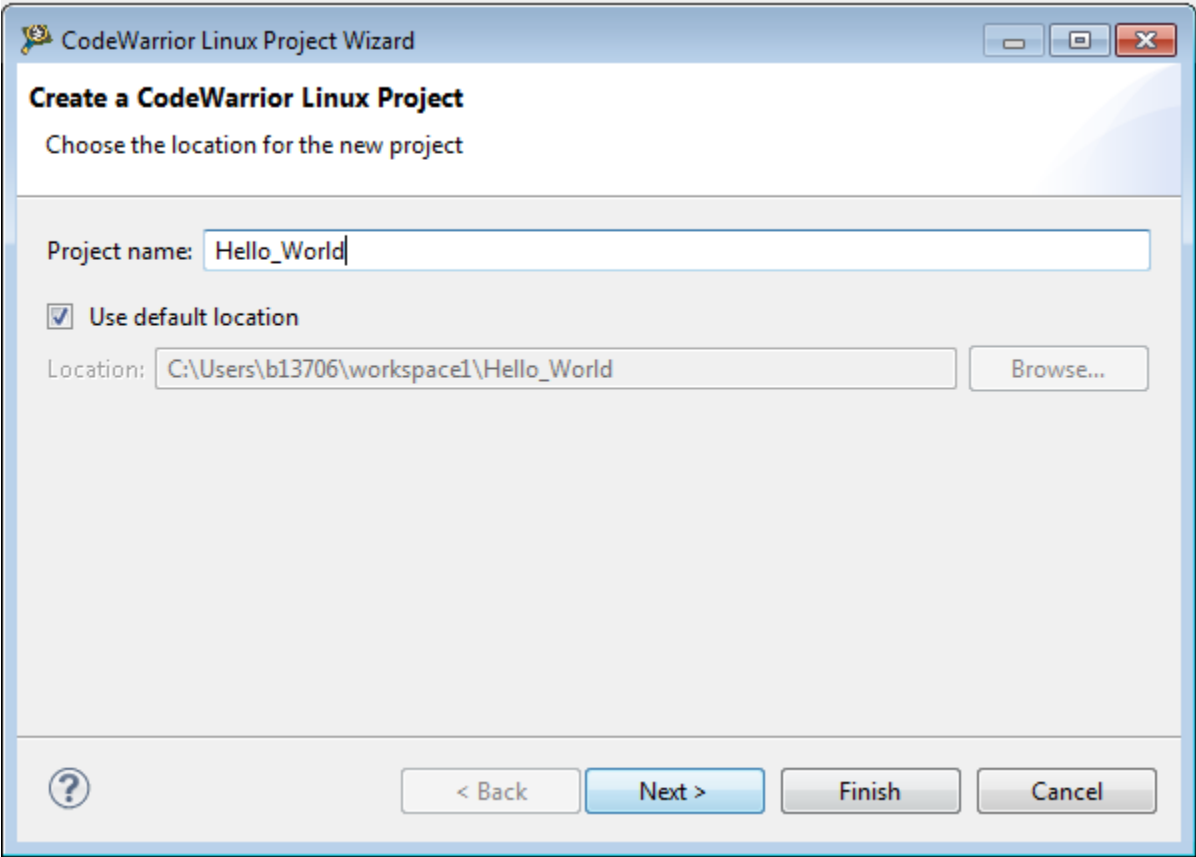 CodeWarrior Linux Project Wizard
Create a CodeWarrior Linux Project
Choose the location for the new project
Project name: Hello_World
Use default location
Location: C:\Users\b13706\workspace1\Hello_World Browse...
? < Back Next > Finish Cancel